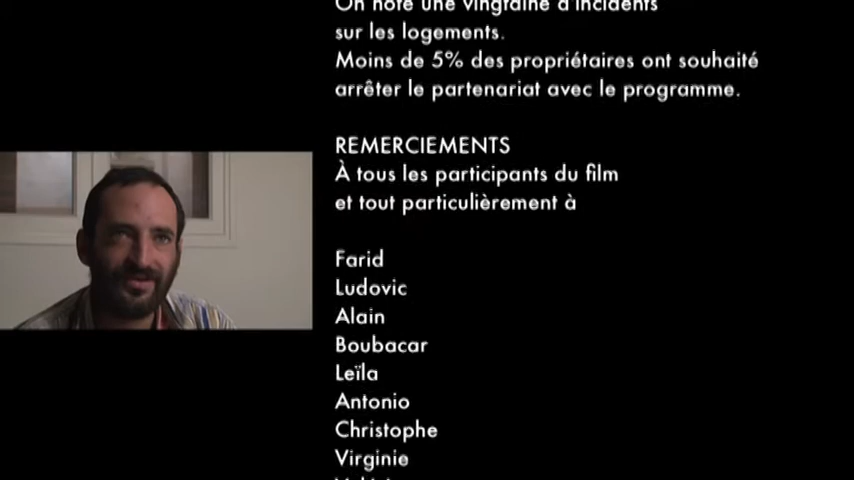 On note une vingtaine d'incidents
sur les logements.
Moins de 5% des propriétaires ont souhaité
arrêter le partenariat avec le programme.
REMERCIEMENTS
À tous les participants du film
et tout particulièrement à
Farid
Ludovic
Alain
Boubacar
Leïla
Antonio
Christophe
Virginie